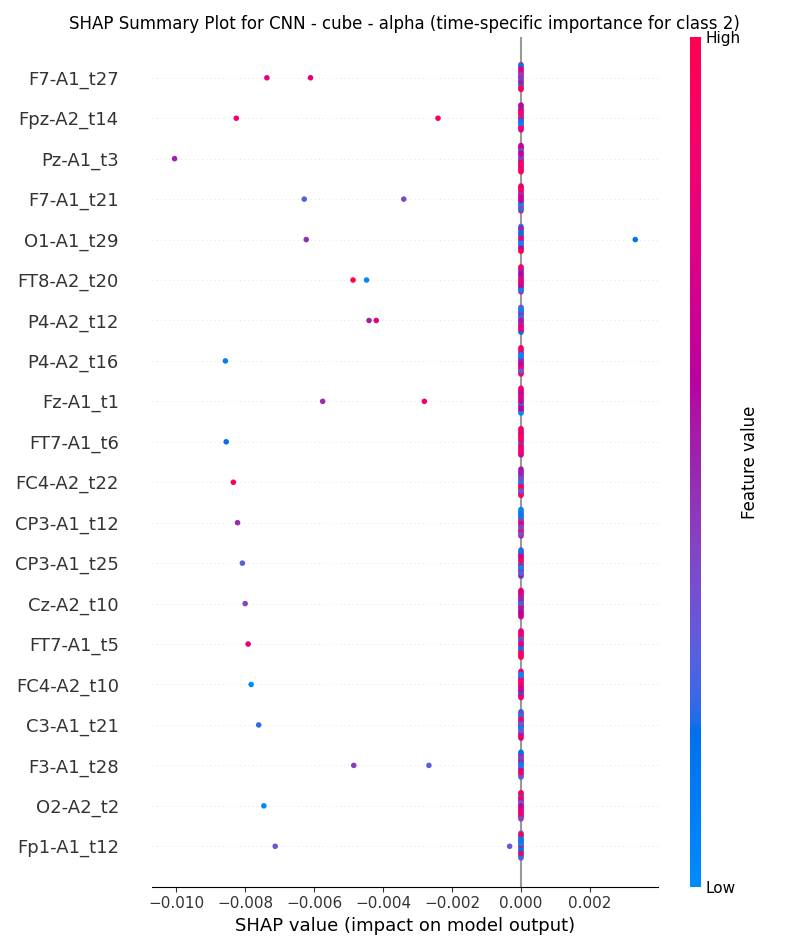 SHAP Summary Plot for CNN - cube - alpha (time-specific importance for class 2)
High
F7-A1_t27
Fpz-A2_t14
Pz-A1_t3
F7-A1_t21
O1-A1_t29
FT8-A2_t20
P4-A2_t12
P4-A2_t16
Fz-A1_t1
FT7-A1_t6
FC4-A2_t22
CP3-A1_t12
CP3-A1_t25
Cz-A2_t10
FT7-A1_t5
FC4-A2_t10
C3-A1_t21
F3-A1_t28
O2-A2_t2
Fp1-A1_t12
Feature value
Low
−0.010 −0.008 −0.006 −0.004 −0.002 0.000 0.002
SHAP value (impact on model output)